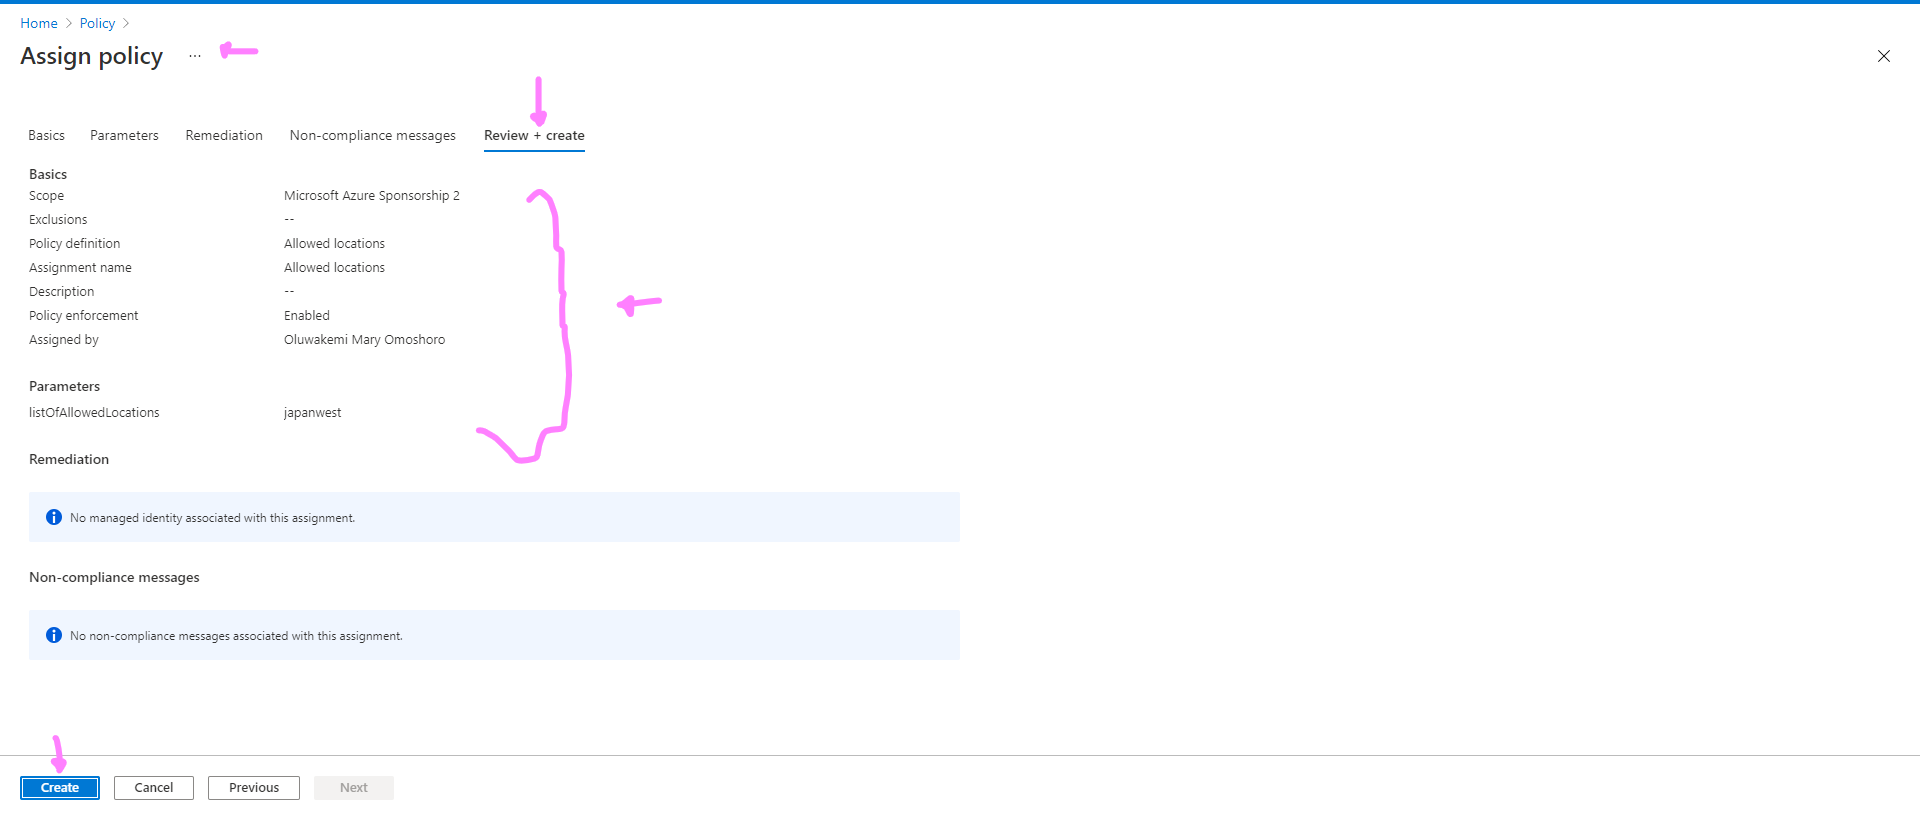 Home > Policy >
Assign policy ...
Basics Parameters Remediation Non-compliance messages Review + create
Basics
Scope Microsoft Azure Sponsorship 2
Exclusions --
Policy definition Allowed locations
Assignment name Allowed locations
Description --
Policy enforcement Enabled
Assigned by Oluwakemi Mary Omoshoro
Parameters
listOfAllowedLocations japanwest
Remediation
No managed identity associated with this assignment.
Non-compliance messages
No non-compliance messages associated with this assignment.
Create Cancel Previous Next